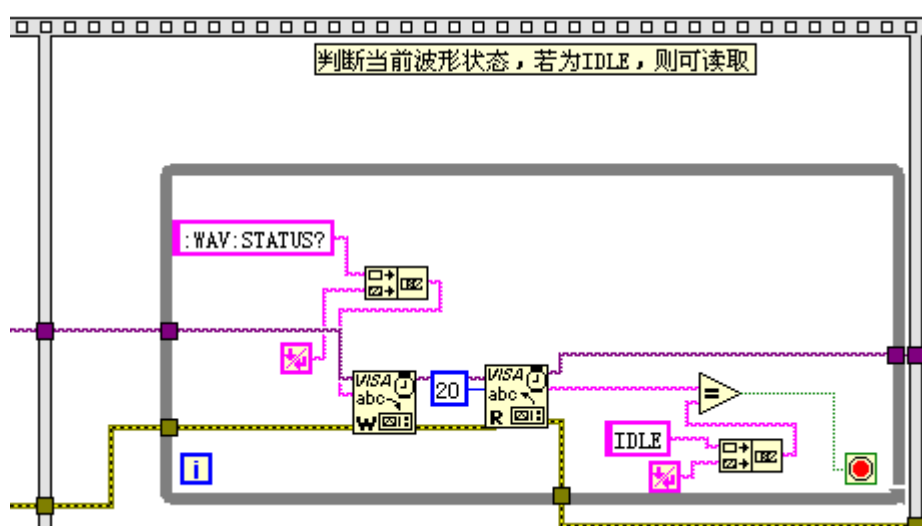 判断当前波形状态，若为IDLE，则可读取
:WAV:STATUS?
VISA
abc
W
20
VISA
abc
R
=
IDLE
i